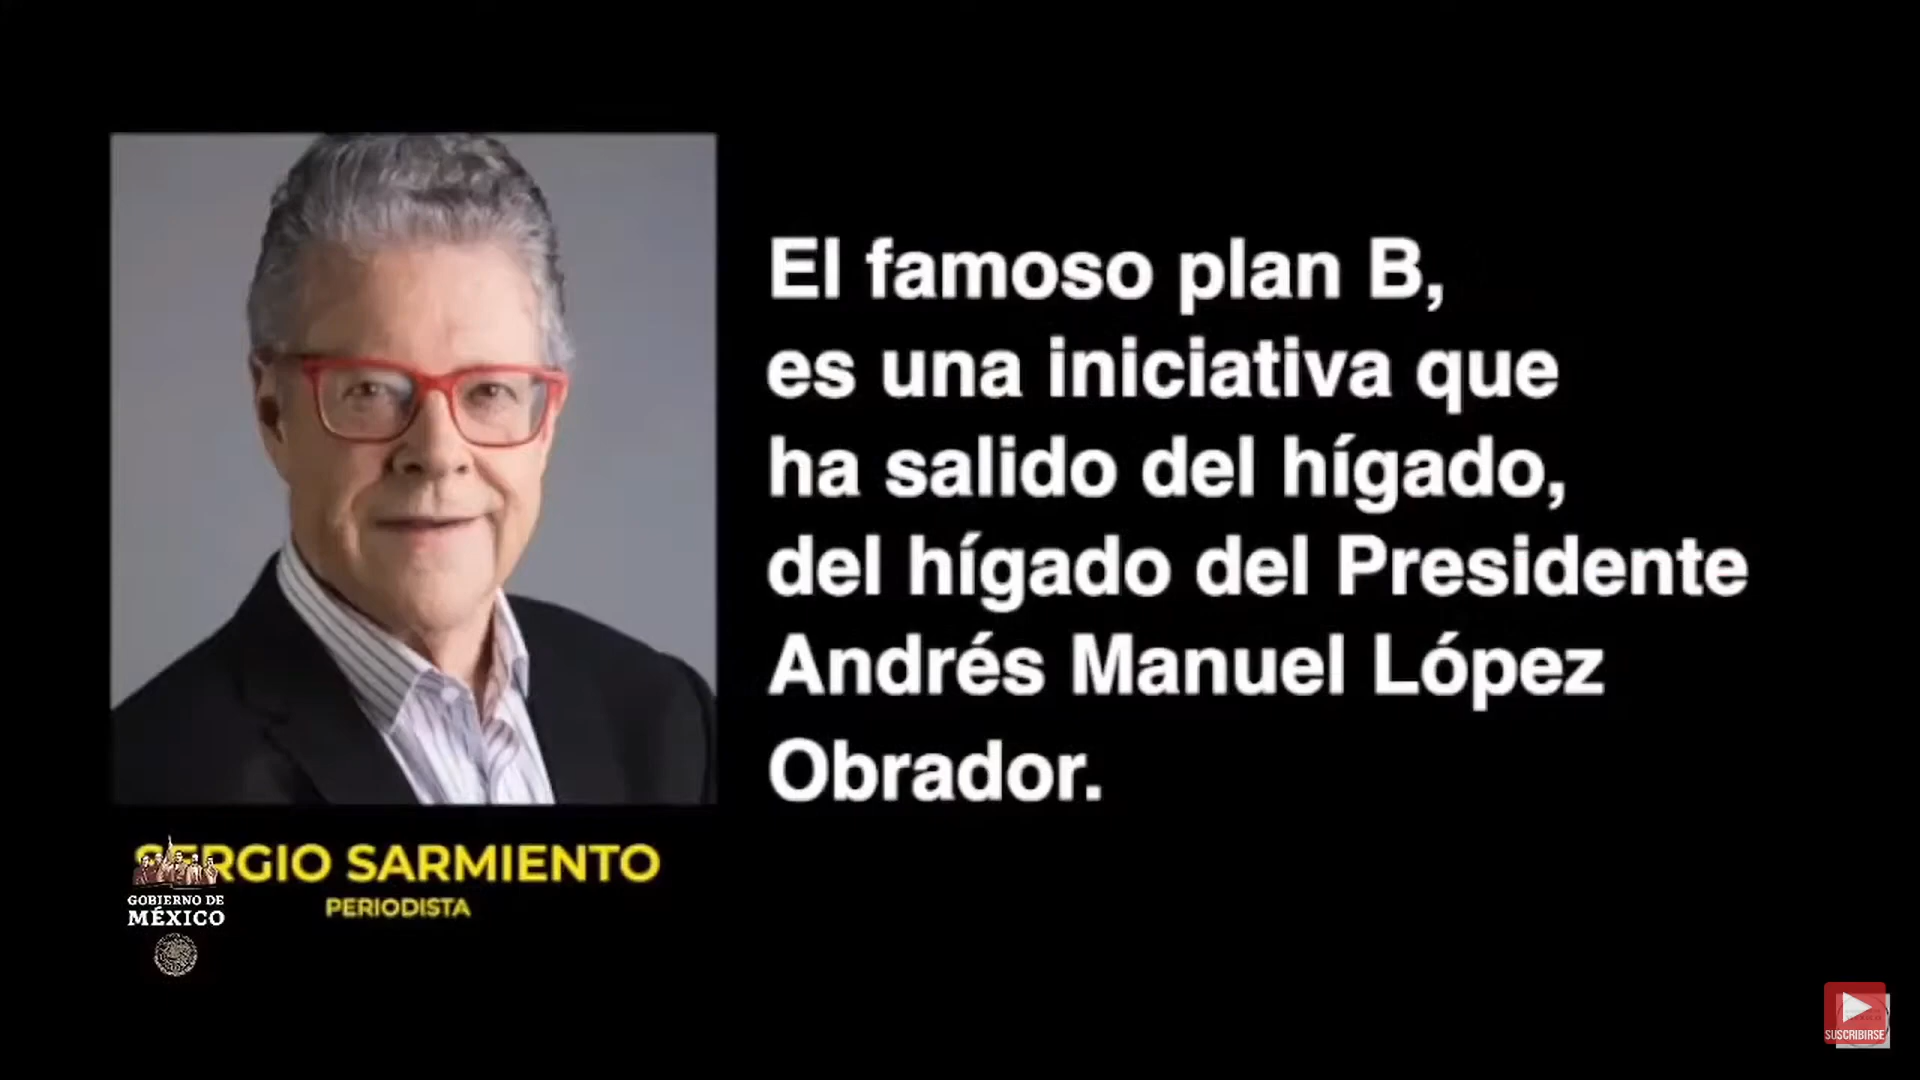 El famoso plan B,
es una iniciativa que
ha salido del hígado,
del hígado del Presidente
Andrés Manuel López
Obrador.
SERGIO SARMIENTO
PERIODISTA
GOBIERNO DE
MÉXICO
SUSCRIBIRSE